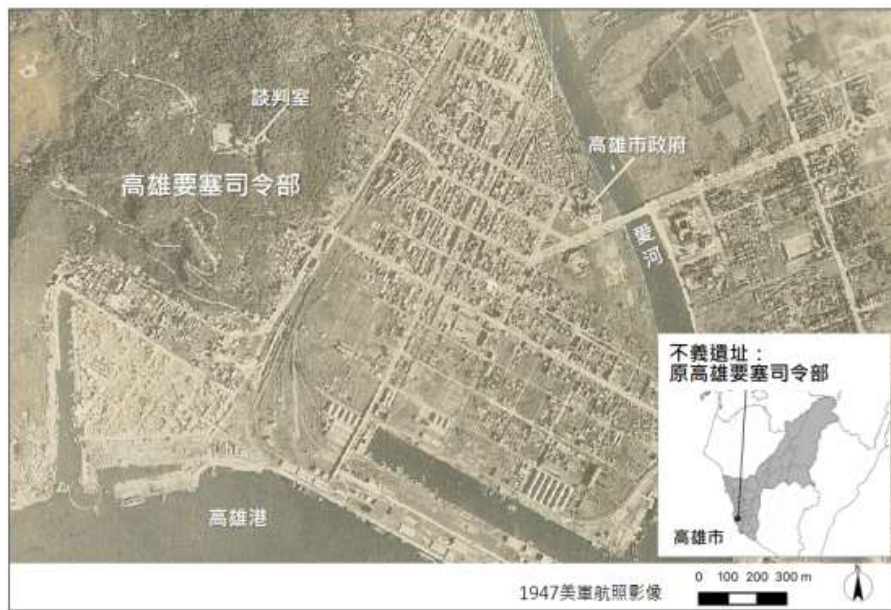 談判室
高雄要塞司令部
高雄市政府
愛河
不義遺址：
原高雄要塞司令部
高雄市
高雄港
1947美軍航照影像
0 100 200 300 m
N